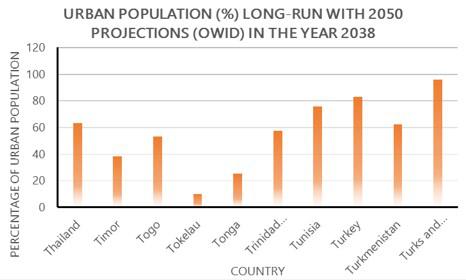 URBAN POPULATION (%) LONG-RUN WITH 2050
PROJECTIONS (OWID) IN THE YEAR 2038
PERCENTAGE OF URBAN POPULATION
120
100
80
60
40
20
0
Thailand
Timor
Togo
Tokelau
Tonga
Trinidad...
Tunisia
Turkey
Turkmenistan
Turks and...
COUNTRY